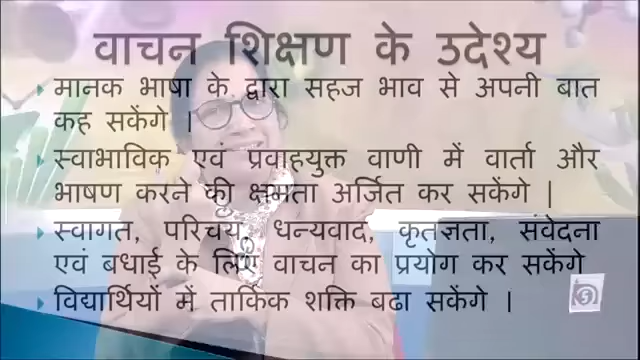 वाचन शिक्षण के उदेश्य
मानक भाषा के द्वारा सहज भाव से अपनी बात
कह सकेंगे ।
स्वाभाविक एवं प्रवाहयुक्त वाणी में वार्ता और
भाषण करने की क्षमता अर्जित कर सकेंगे |
स्वागत, परिचय, धन्यवाद, कृतज्ञता, संवेदना
एवं बधाई के लिए वाचन का प्रयोग कर सकेंगे
विद्यार्थियों में तार्किक शक्ति बढा सकेंगे ।